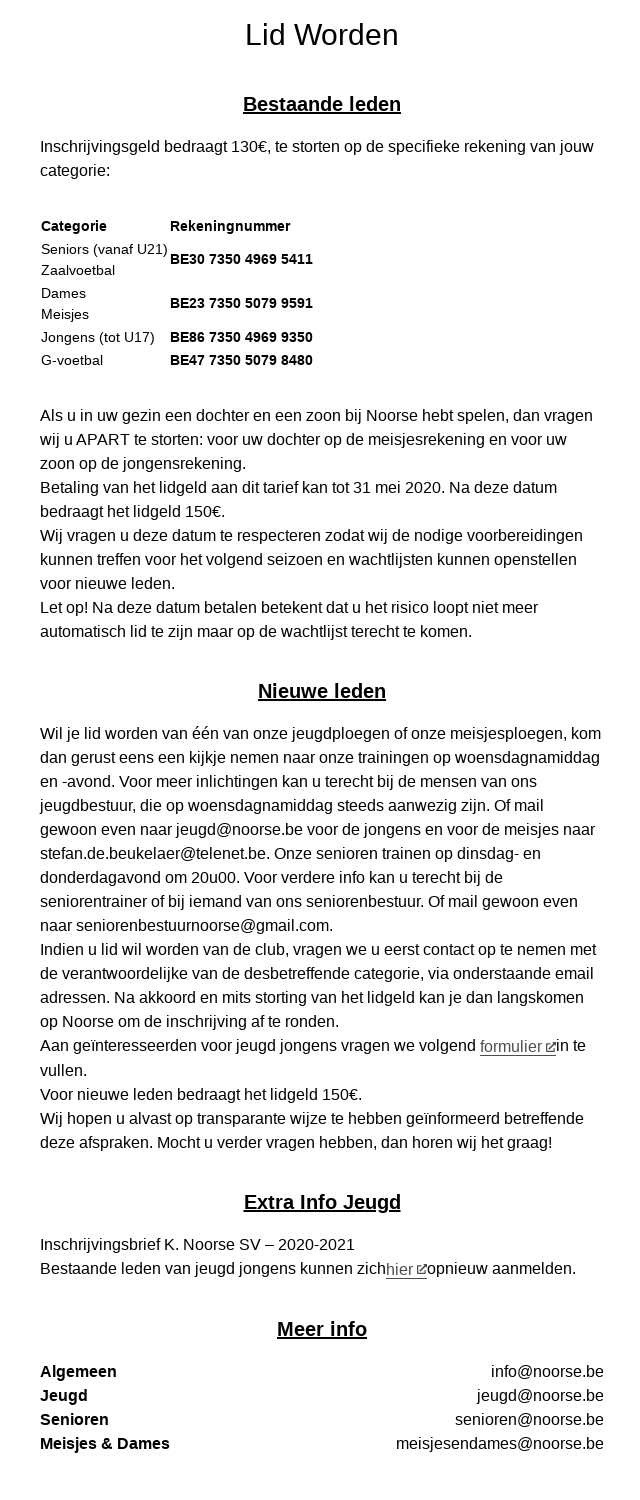 Lid Worden
Bestaande leden
Inschrijvingsgeld bedraagt 130€, te storten op de specifieke rekening van jouw
categorie:
Categorie Rekeningnummer
Seniors (vanaf U21)
Zaalvoetbal
BE30 7350 4969 5411
Dames
Meisjes
BE23 7350 5079 9591
Jongens (tot U17) BE86 7350 4969 9350
G-voetbal BE47 7350 5079 8480
Als u in uw gezin een dochter en een zoon bij Noorse hebt spelen, dan vragen
wij u APART te storten: voor uw dochter op de meisjesrekening en voor uw
zoon op de jongensrekening.
Betaling van het lidgeld aan dit tarief kan tot 31 mei 2020. Na deze datum
bedraagt het lidgeld 150€.
Wij vragen u deze datum te respecteren zodat wij de nodige voorbereidingen
kunnen treffen voor het volgend seizoen en wachtlijsten kunnen openstellen
voor nieuwe leden.
Let op! Na deze datum betalen betekent dat u het risico loopt niet meer
automatisch lid te zijn maar op de wachtlijst terecht te komen.
Nieuwe leden
Wil je lid worden van één van onze jeugdploegen of onze meisjesploegen, kom
dan gerust eens een kijkje nemen naar onze trainingen op woensdagnamiddag
en -avond. Voor meer inlichtingen kan u terecht bij de mensen van ons
jeugdbestuur, die op woensdagnamiddag steeds aanwezig zijn. Of mail
gewoon even naar jeugd@noorse.be voor de jongens en voor de meisjes naar
stefan.de.beukelaer@telenet.be. Onze senioren trainen op dinsdag- en
donderdagavond om 20u00. Voor verdere info kan u terecht bij de
seniorentrainer of bij iemand van ons seniorenbestuur. Of mail gewoon even
naar seniorenbestuurnoorse@gmail.com.
Indien u lid wil worden van de club, vragen we u eerst contact op te nemen met
de verantwoordelijke van de desbetreffende categorie, via onderstaande email
adressen. Na akkoord en mits storting van het lidgeld kan je dan langskomen
op Noorse om de inschrijving af te ronden.
Aan geïnteresseerden voor jeugd jongens vragen we volgend formulier in te
vullen.
Voor nieuwe leden bedraagt het lidgeld 150€.
Wij hopen u alvast op transparante wijze te hebben geïnformeerd betreffende
deze afspraken. Mocht u verder vragen hebben, dan horen wij het graag!
Extra Info Jeugd
Inschrijvingsbrief K. Noorse SV – 2020-2021
Bestaande leden van jeugd jongens kunnen zichhier opnieuw aanmelden.
Meer info
Algemeen info@noorse.be
Jeugd jeugd@noorse.be
Senioren senioren@noorse.be
Meisjes & Dames meisjesendames@noorse.be